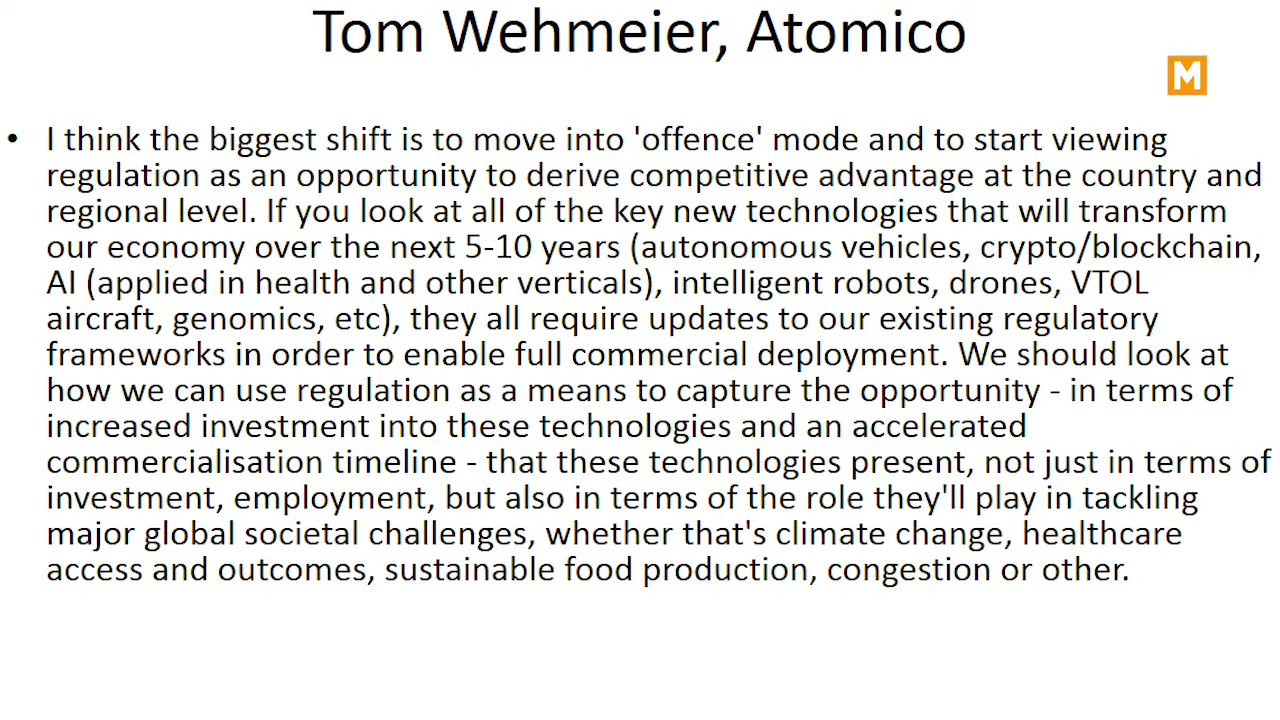 Tom Wehmeier, Atomico
M
• I think the biggest shift is to move into 'offence' mode and to start viewing
regulation as an opportunity to derive competitive advantage at the country and
regional level. If you look at all of the key new technologies that will transform
our economy over the next 5-10 years (autonomous vehicles, crypto/blockchain,
AI (applied in health and other verticals), intelligent robots, drones, VTOL
aircraft, genomics, etc), they all require updates to our existing regulatory
frameworks in order to enable full commercial deployment. We should look at
how we can use regulation as a means to capture the opportunity - in terms of
increased investment into these technologies and an accelerated
commercialisation timeline - that these technologies present, not just in terms of
investment, employment, but also in terms of the role they'll play in tackling
major global societal challenges, whether that's climate change, healthcare
access and outcomes, sustainable food production, congestion or other.